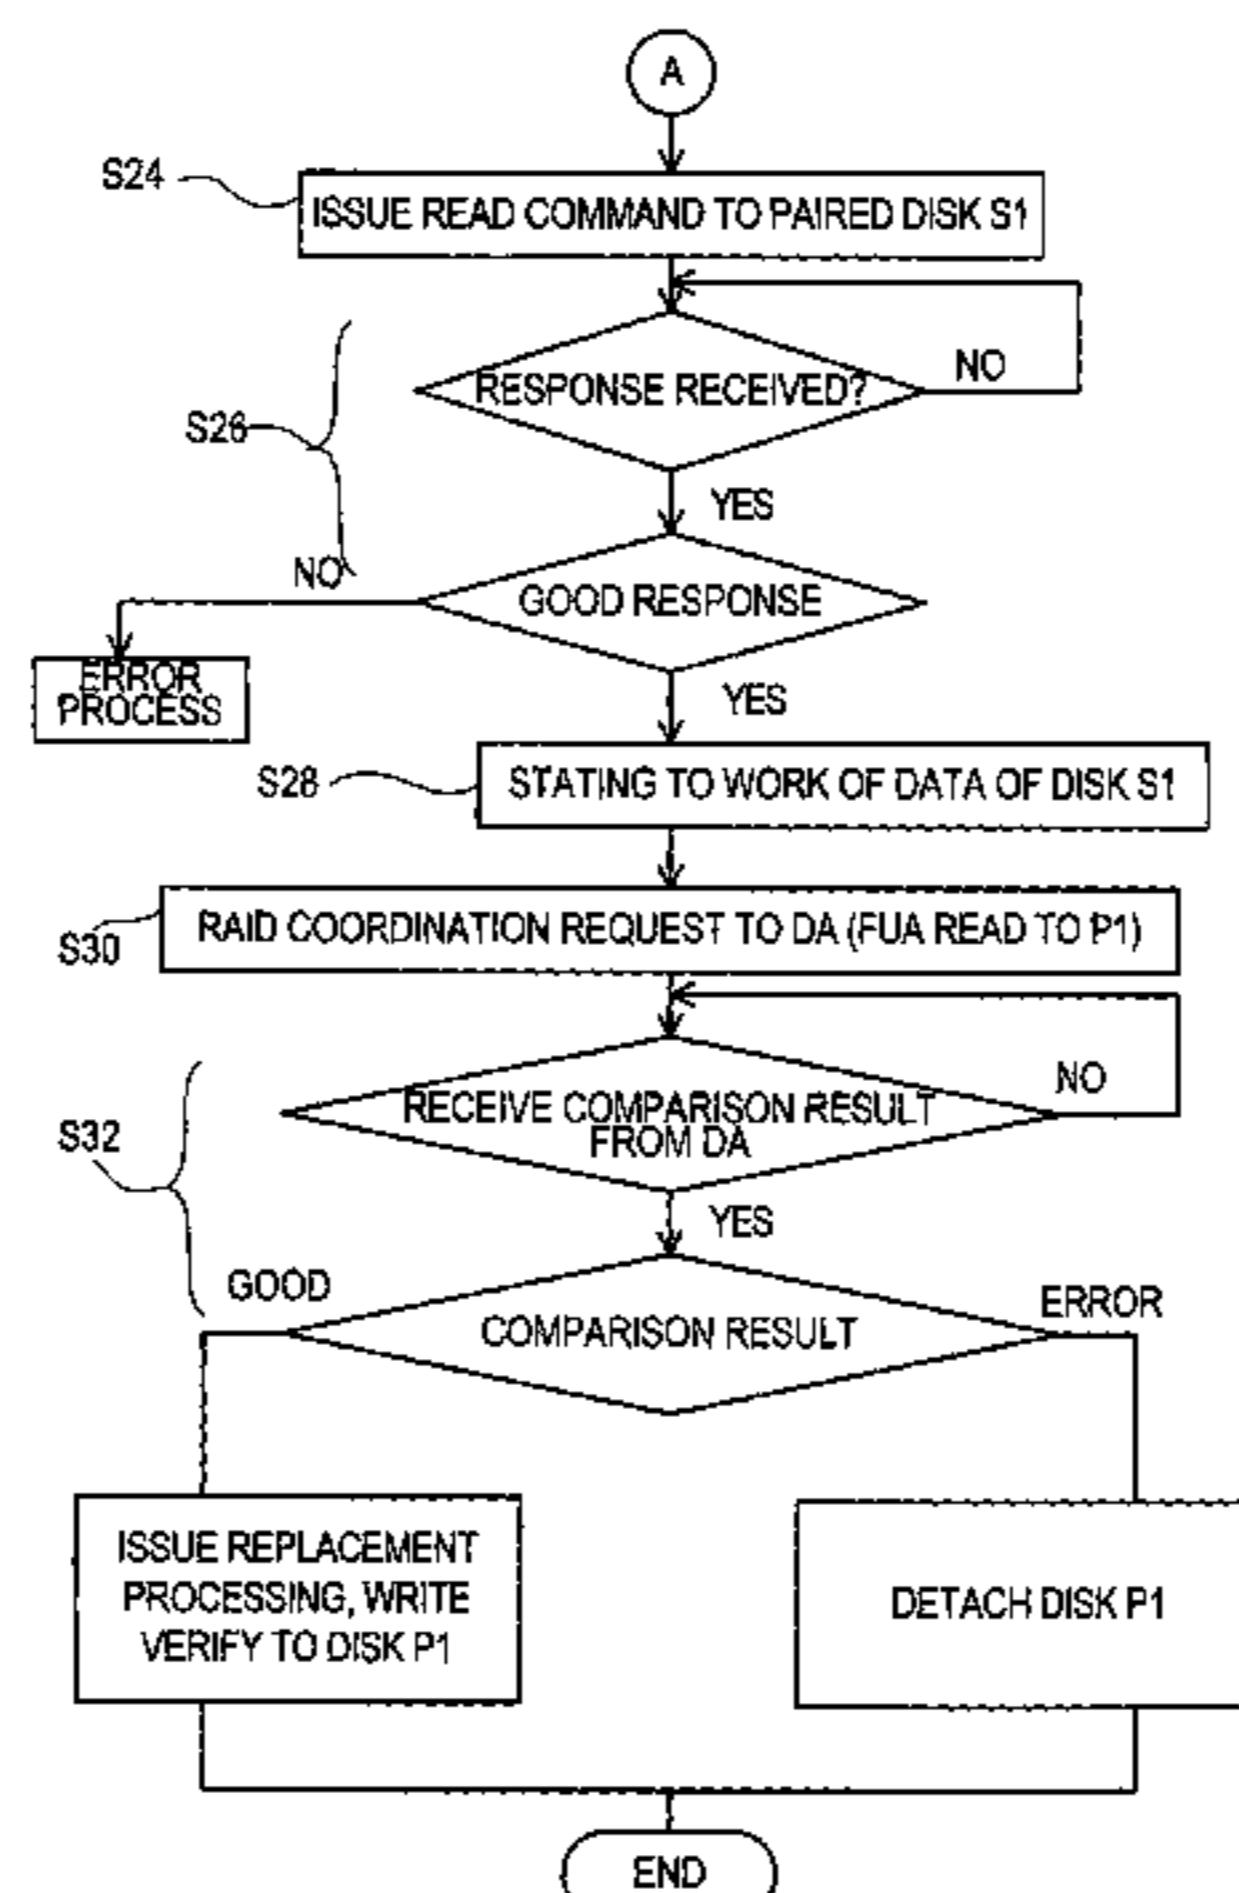 A
S24
ISSUE READ COMMAND TO PAIRED DISK S1
RESPONSE RECEIVED?
NO
S26
YES
NO
GOOD RESPONSE
ERROR
PROCESS
YES
S28
STATING TO WORK OF DATA OF DISK S1
S30
RAID COORDINATION REQUEST TO DA (FUA READ TO P1)
NO
RECEIVE COMPARISON RESULT
FROM DA
S32
YES
GOOD
ERROR
COMPARISON RESULT
ISSUE REPLACEMENT
PROCESSING, WRITE
VERIFY TO DISK P1
DETACH DISK P1
END